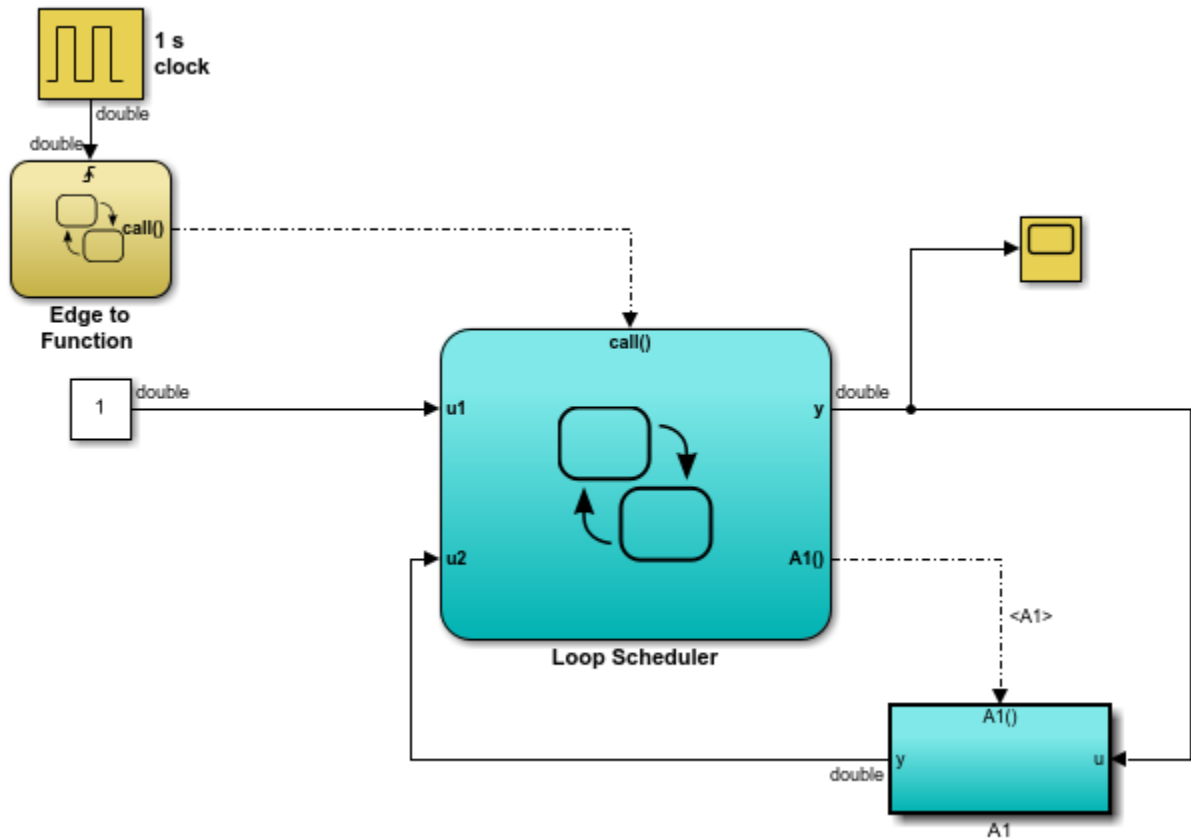 1 s
clock
double
double
call()
Edge to
Function
call()
1
double
u1
y
double
u2
A1()
<A1>
Loop Scheduler
A1()
y
u
double
A1